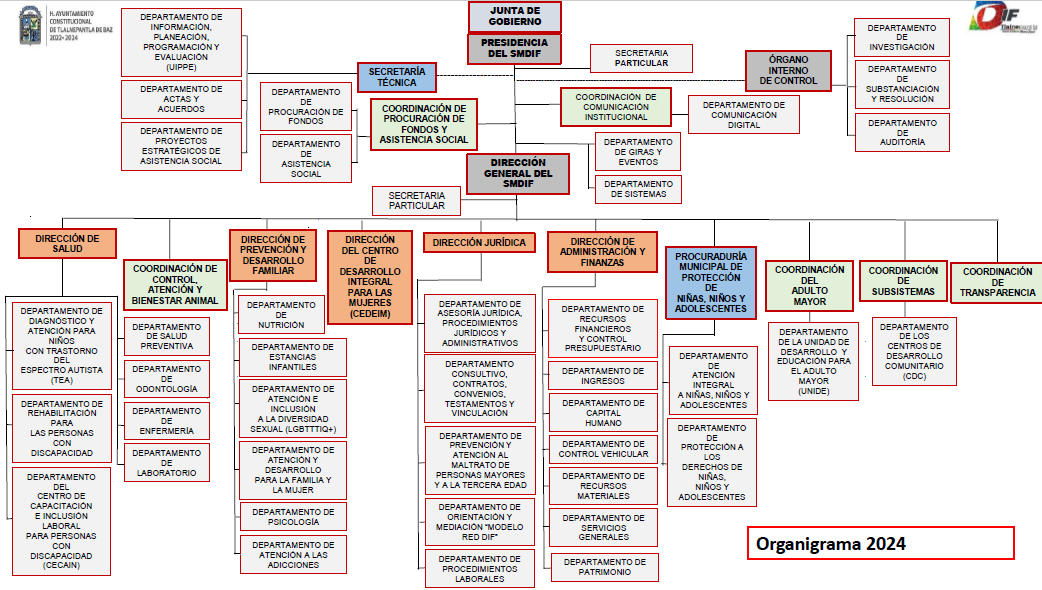 H. AYUNTAMIENTO
CONSTITUCIONAL
DE TLALNEPANTLA DE BAZ
2022-2024
JUNTA DE
GOBIERNO
PRESIDENCIA
DEL SMDIF
SECRETARIA
PARTICULAR
DIF
Tlalnepantla
DEPARTAMENTO DE
INFORMACIÓN,
PLANEACIÓN,
PROGRAMACIÓN Y
EVALUACIÓN
(UIPPE)
DEPARTAMENTO DE
ACTAS Y
ACUERDOS
DEPARTAMENTO DE
PROYECTOS
ESTRATÉGICOS DE
ASISTENCIA SOCIAL
SECRETARÍA
TÉCNICA
DEPARTAMENTO
DE
PROCURACIÓN DE
FONDOS
DEPARTAMENTO
DE
ASISTENCIA
SOCIAL
COORDINACIÓN DE
PROCURACIÓN DE
FONDOS Y
ASISTENCIA SOCIAL
COORDINACIÓN DE
COMUNICACIÓN
INSTITUCIONAL
DEPARTAMENTO DE
COMUNICACIÓN
DIGITAL
DEPARTAMENTO
DE GIRAS Y
EVENTOS
DEPARTAMENTO
DE SISTEMAS
ÓRGANO
INTERNO
DE CONTROL
DEPARTAMENTO
DE
INVESTIGACIÓN
DEPARTAMENTO
DE
SUBSTANCIACIÓN
Y RESOLUCIÓN
DEPARTAMENTO
DE
AUDITORÍA
DIRECCIÓN
GENERAL DEL
SMDIF
SECRETARIA
PARTICULAR
DIRECCIÓN DE
SALUD
DEPARTAMENTO
DE
DIAGNÓSTICO Y
ATENCIÓN PARA
NIÑOS
CON TRASTORNO
DEL
ESPECTRO AUTISTA
(TEA)
DEPARTAMENTO DE
REHABILITACIÓN
PARA
LAS PERSONAS
CON
DISCAPACIDAD
DEPARTAMENTO
DEL
CENTRO DE
CAPACITACIÓN
E INCLUSIÓN
LABORAL
PARA PERSONAS
CON
DISCAPACIDAD
(CECAIN)
COORDINACIÓN DE
CONTROL,
ATENCIÓN Y
BIENESTAR ANIMAL
DEPARTAMENTO
DE SALUD
PREVENTIVA
DEPARTAMENTO
DE
ODONTOLOGÍA
DEPARTAMENTO
DE
ENFERMERÍA
DEPARTAMENTO
DE
LABORATORIO
DIRECCIÓN DE
PREVENCIÓN Y
DESARROLLO
FAMILIAR
DEPARTAMENTO
DE
NUTRICIÓN
DEPARTAMENTO
DE ESTANCIAS
INFANTILES
DEPARTAMENTO DE
ATENCIÓN E
INCLUSIÓN
A LA DIVERSIDAD
SEXUAL (LGBTTTIQ+)
DEPARTAMENTO DE
ATENCIÓN Y
DESARROLLO
PARA LA FAMILIA Y
LA MUJER
DEPARTAMENTO DE
PSICOLOGÍA
DEPARTAMENTO DE
ATENCIÓN A LAS
ADICCIONES
DIRECCIÓN
DEL CENTRO
DE
DESARROLLO
INTEGRAL
PARA LAS
MUJERES
(CEDEIM)
DIRECCIÓN JURÍDICA
DEPARTAMENTO DE
ASESORÍA JURÍDICA,
PROCEDIMIENTOS
JURÍDICOS Y
ADMINISTRATIVOS
DEPARTAMENTO
CONSULTIVO,
CONTRATOS,
CONVENIOS,
TESTAMENTOS Y
VINCULACIÓN
DEPARTAMENTO DE
PREVENCIÓN Y
ATENCIÓN AL
MALTRATO DE
PERSONAS MAYORES
Y A LA TERCERA EDAD
DEPARTAMENTO DE
ORIENTACIÓN Y
MEDIACIÓN "MODELO
RED DIF"
DEPARTAMENTO DE
PROCEDIMIENTOS
LABORALES
DIRECCIÓN DE
ADMINISTRACIÓN Y
FINANZAS
DEPARTAMENTO
DE RECURSOS
FINANCIEROS
Y CONTROL
PRESUPUESTARIO
DEPARTAMENTO DE
INGRESOS
DEPARTAMENTO
DE CAPITAL
HUMANO
DEPARTAMENTO DE
CONTROL VEHICULAR
DEPARTAMENTO DE
RECURSOS
MATERIALES
DEPARTAMENTO DE
SERVICIOS
GENERALES
DEPARTAMENTO DE
PATRIMONIO
PROCURADURÍA
MUNICIPAL DE
PROTECCIÓN
DE
NIÑAS, NIÑOS Y
ADOLESCENTES
DEPARTAMENTO
DE
ATENCIÓN
INTEGRAL
A NIÑAS, NIÑOS Y
ADOLESCENTES
DEPARTAMENTO
DE
PROTECCIÓN A
LOS
DERECHOS DE
NIÑAS,
NIÑOS Y
ADOLESCENTES
COORDINACIÓN
DEL
ADULTO
MAYOR
DEPARTAMENTO
DE LA UNIDAD DE
DESARROLLO Y
EDUCACIÓN PARA
EL ADULTO
MAYOR
(UNIDE)
COORDINACIÓN
DE
SUBSISTEMAS
DEPARTAMENTO
DE LOS
CENTROS DE
DESARROLLO
COMUNITARIO
(CDC)
COORDINACIÓN
DE
TRANSPARENCIA
Organigrama 2024